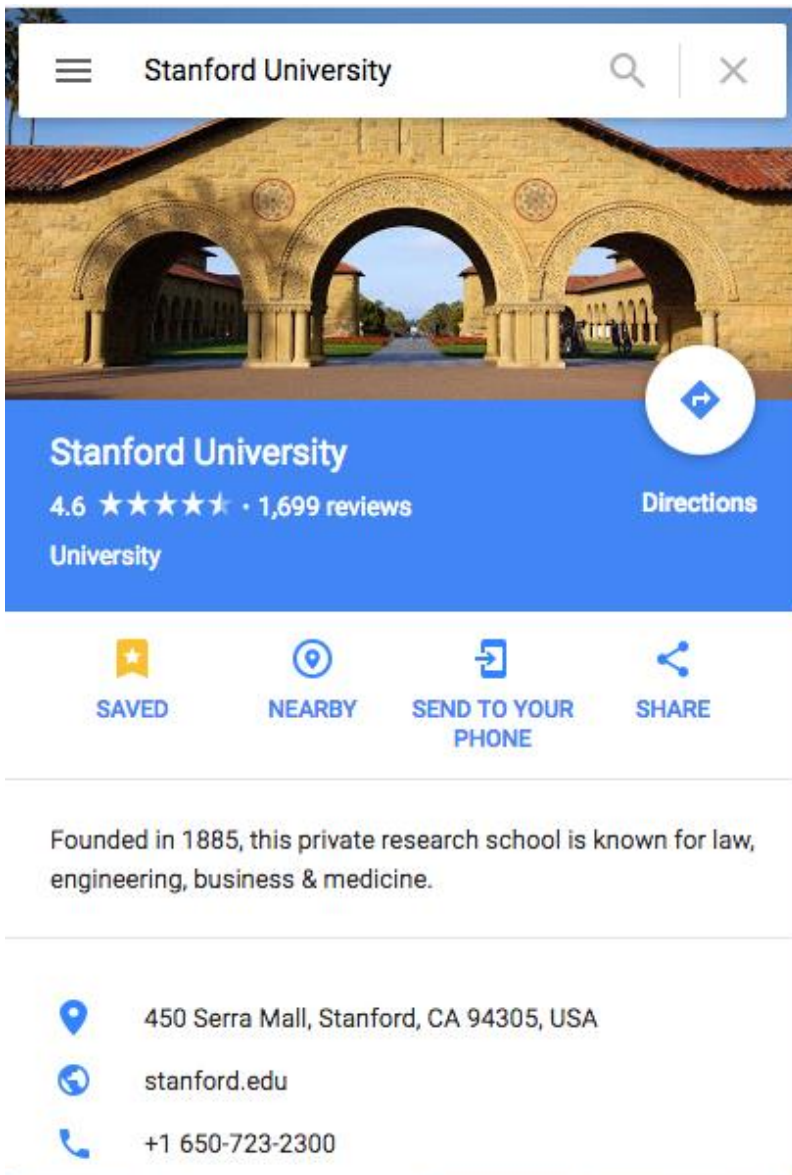 Stanford University
Stanford University
4.6 ★★★★★ · 1,699 reviews
Directions
University
SAVED
NEARBY
SEND TO YOUR
PHONE
SHARE
Founded in 1885, this private research school is known for law,
engineering, business & medicine.
450 Serra Mall, Stanford, CA 94305, USA
stanford.edu
+1 650-723-2300